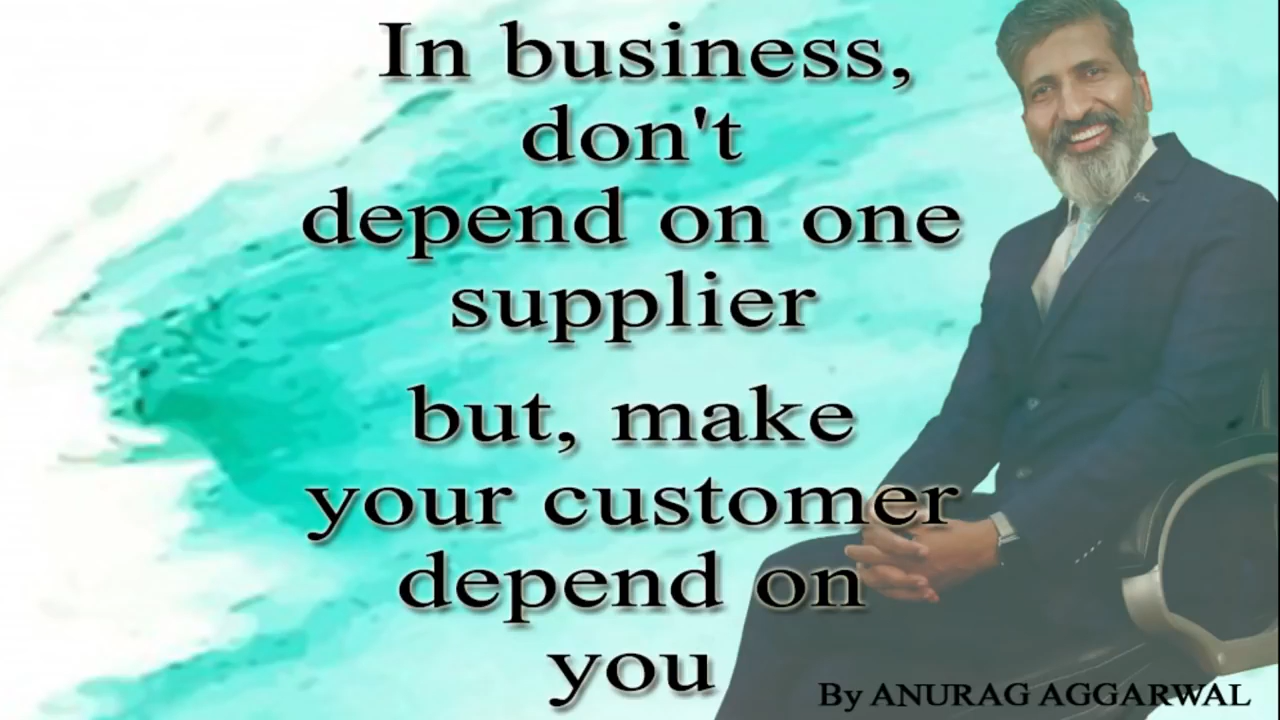 In business,
don't
depend on one
supplier
but, make
your customer
depend on
you
By ANURAG AGGARWAL